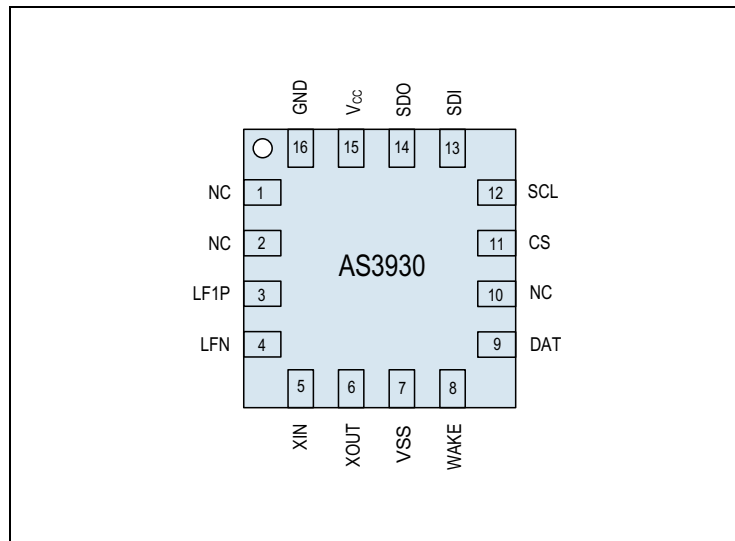 GND
VCC
SDO
SDI
16
15
14
13
NC
1
12
SCL
NC
2
11
CS
AS3930
LF1P
3
10
NC
LFN
4
9
DAT
5
6
7
8
XIN
XOUT
VSS
WAKE